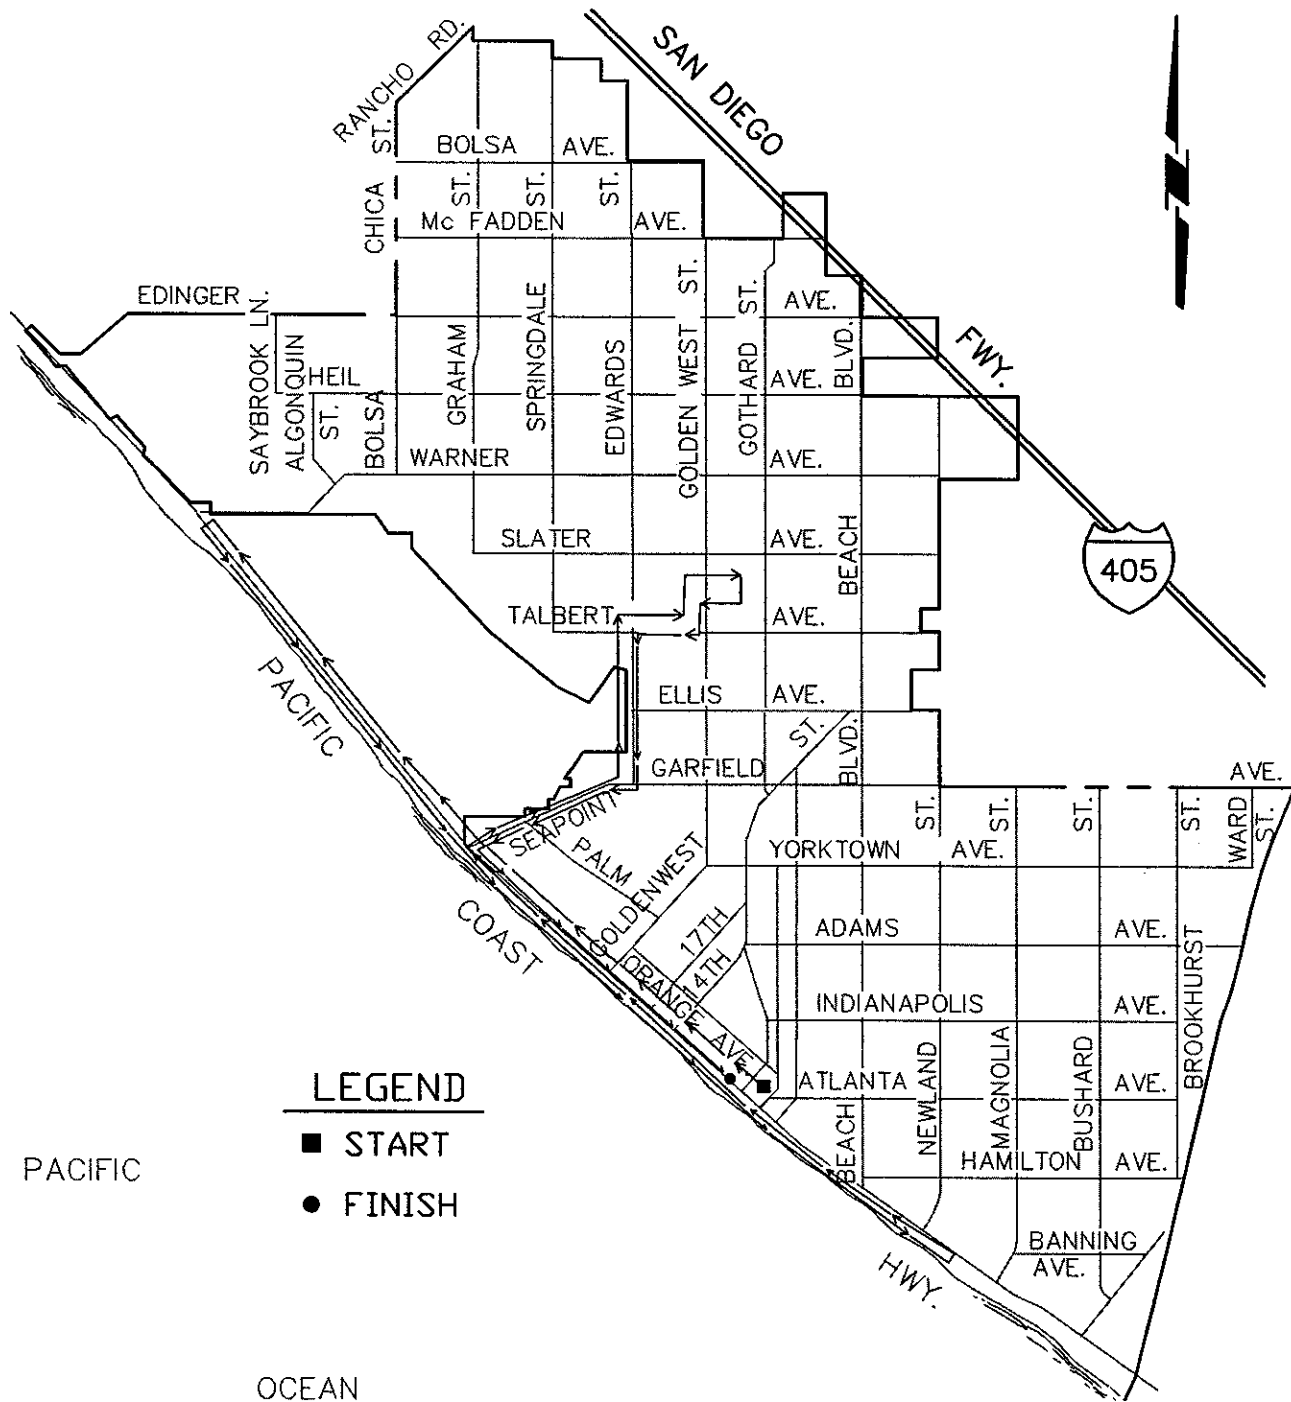 RANCHO RD.
SAN DIEGO
FWY.
405
BOLSA AVE.
CHICA ST.
ST.
ST.
ST.
Mc FADDEN AVE.
EDINGER
AVE.
SAYBROOK LN.
ALGONQUIN ST.
HEIL
AVE.
BOLSA
GRAHAM
SPRINGDALE
EDWARDS
GOLDEN WEST ST.
GOTHARD ST.
BLVD.
WARNER AVE.
SLATER AVE.
BEACH
TALBERT AVE.
ELLIS AVE.
ST.
BLVD.
GARFIELD
AVE.
PACIFIC
COAST
HWY.
SEAPOINT
PALM
GOLDENWEST
17TH
14TH
ORANGE AVE.
YORKTOWN AVE.
ST.
ST.
ST.
ST.
WARD ST.
ADAMS AVE.
INDIANAPOLIS AVE.
ATLANTA AVE.
BEACH
NEWLAND
MAGNOLIA
BUSHARD
BROOKHURST
HAMILTON AVE.
BANNING
AVE.
LEGEND
START
FINISH
PACIFIC
OCEAN